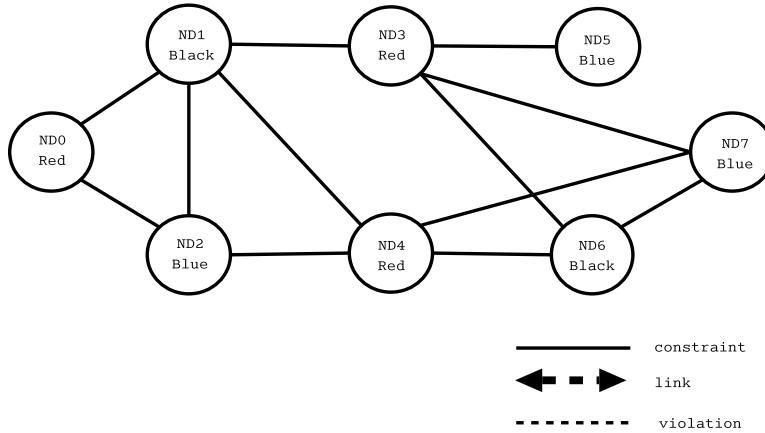 ND1
Black
ND3
Red
ND5
Blue
ND0
Red
ND7
Blue
ND2
Blue
ND4
Red
ND6
Black
constraint
link
violation